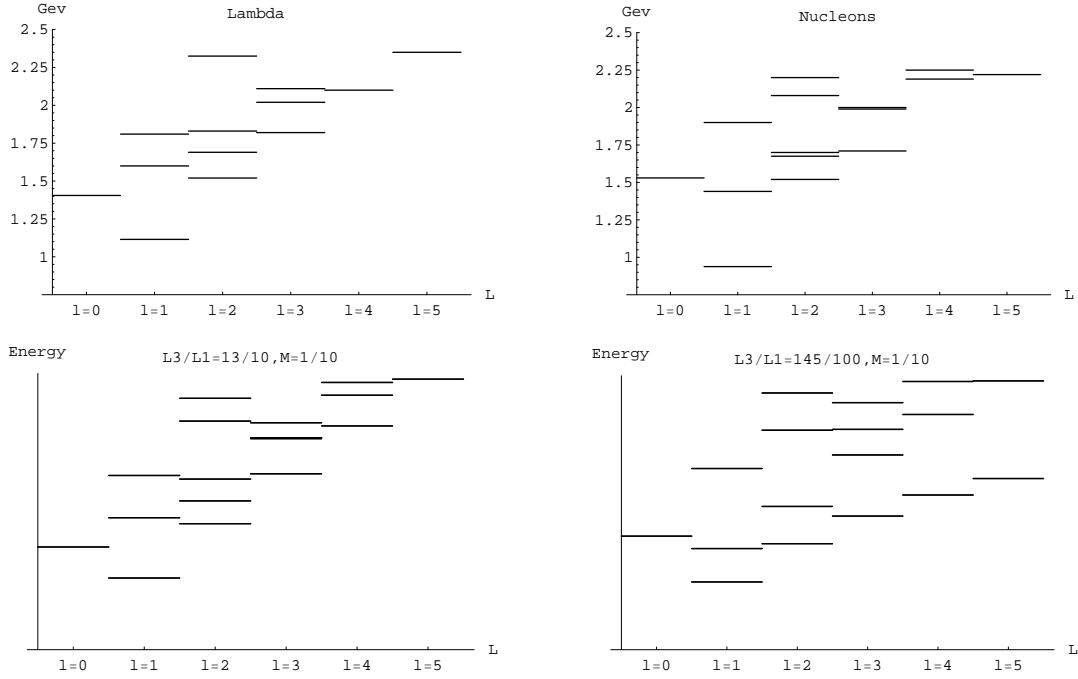 Gev
Lambda
2.5
2.25
2
1.75
1.5
1.25
1
L
l=0 l=1 l=2 l=3 l=4 l=5
Gev
Nucleons
2.5
2.25
2
1.75
1.5
1.25
1
L
l=0 l=1 l=2 l=3 l=4 l=5
Energy
L3/L1=13/10,M=1/10
L
l=0 l=1 l=2 l=3 l=4 l=5
Energy
L3/L1=145/100,M=1/10
L
l=0 l=1 l=2 l=3 l=4 l=5